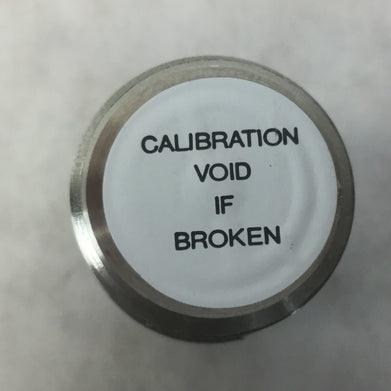 CALIBRATION
VOID
IF
BROKEN